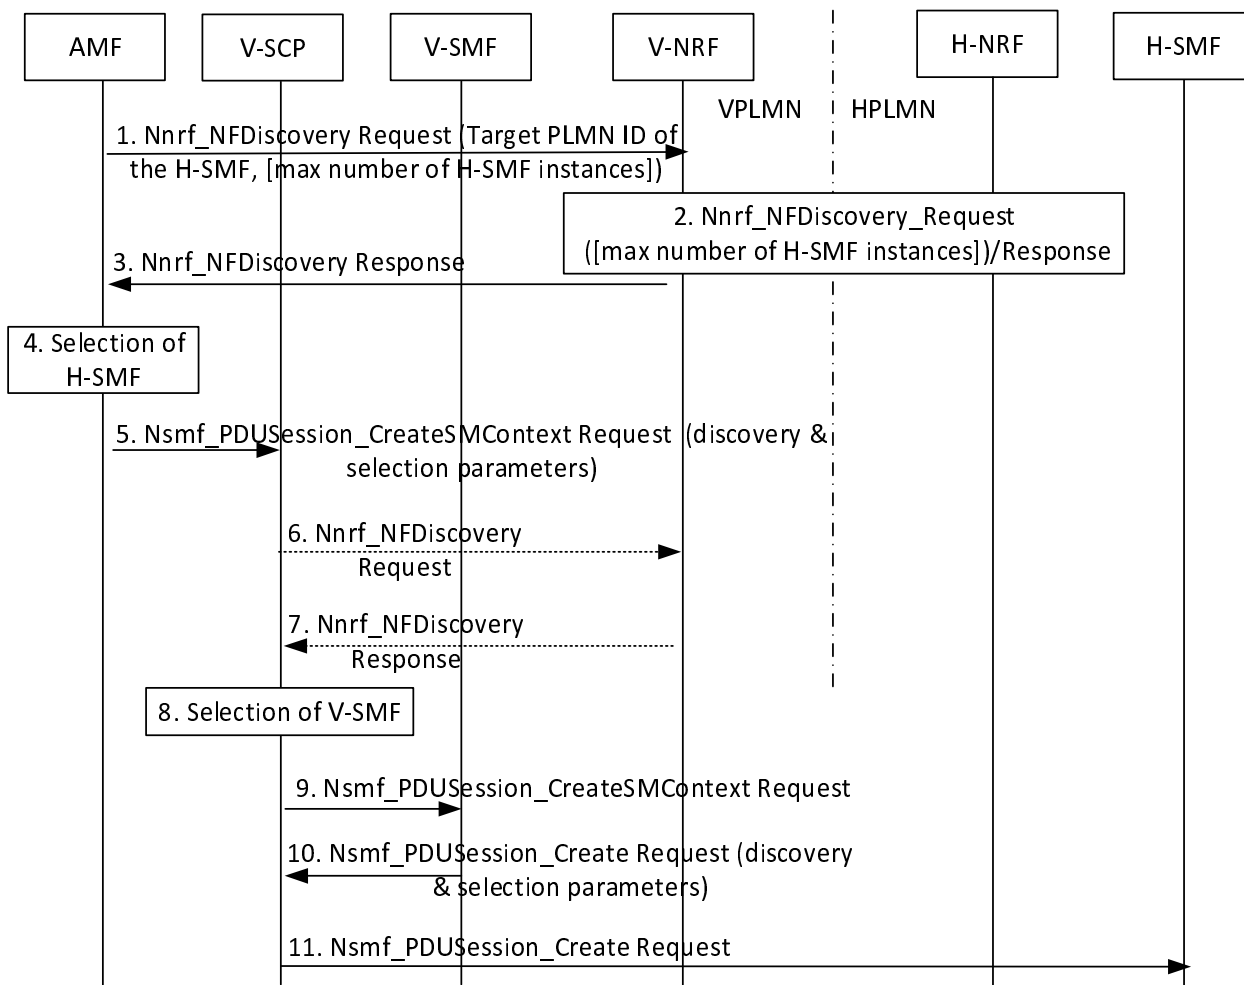 AMF
V-SCP
V-SMF
V-NRF
H-NRF
H-SMF
VPLMN
HPLMN
1. Nnrf_NFDiscovery Request (Target PLMN ID of
the H-SMF, [max number of H-SMF instances])
2. Nnrf_NFDiscovery_Request
([max number of H-SMF instances])/Response
3. Nnrf_NFDiscovery Response
4. Selection of
H-SMF
5. Nsmf_PDUSession_CreateSMContext Request (discovery &
selection parameters)
6. Nnrf_NFDiscovery
Request
7. Nnrf_NFDiscovery
Response
8. Selection of V-SMF
9. Nsmf_PDUSession_CreateSMContext Request
10. Nsmf_PDUSession_Create Request (discovery
& selection parameters)
11. Nsmf_PDUSession_Create Request